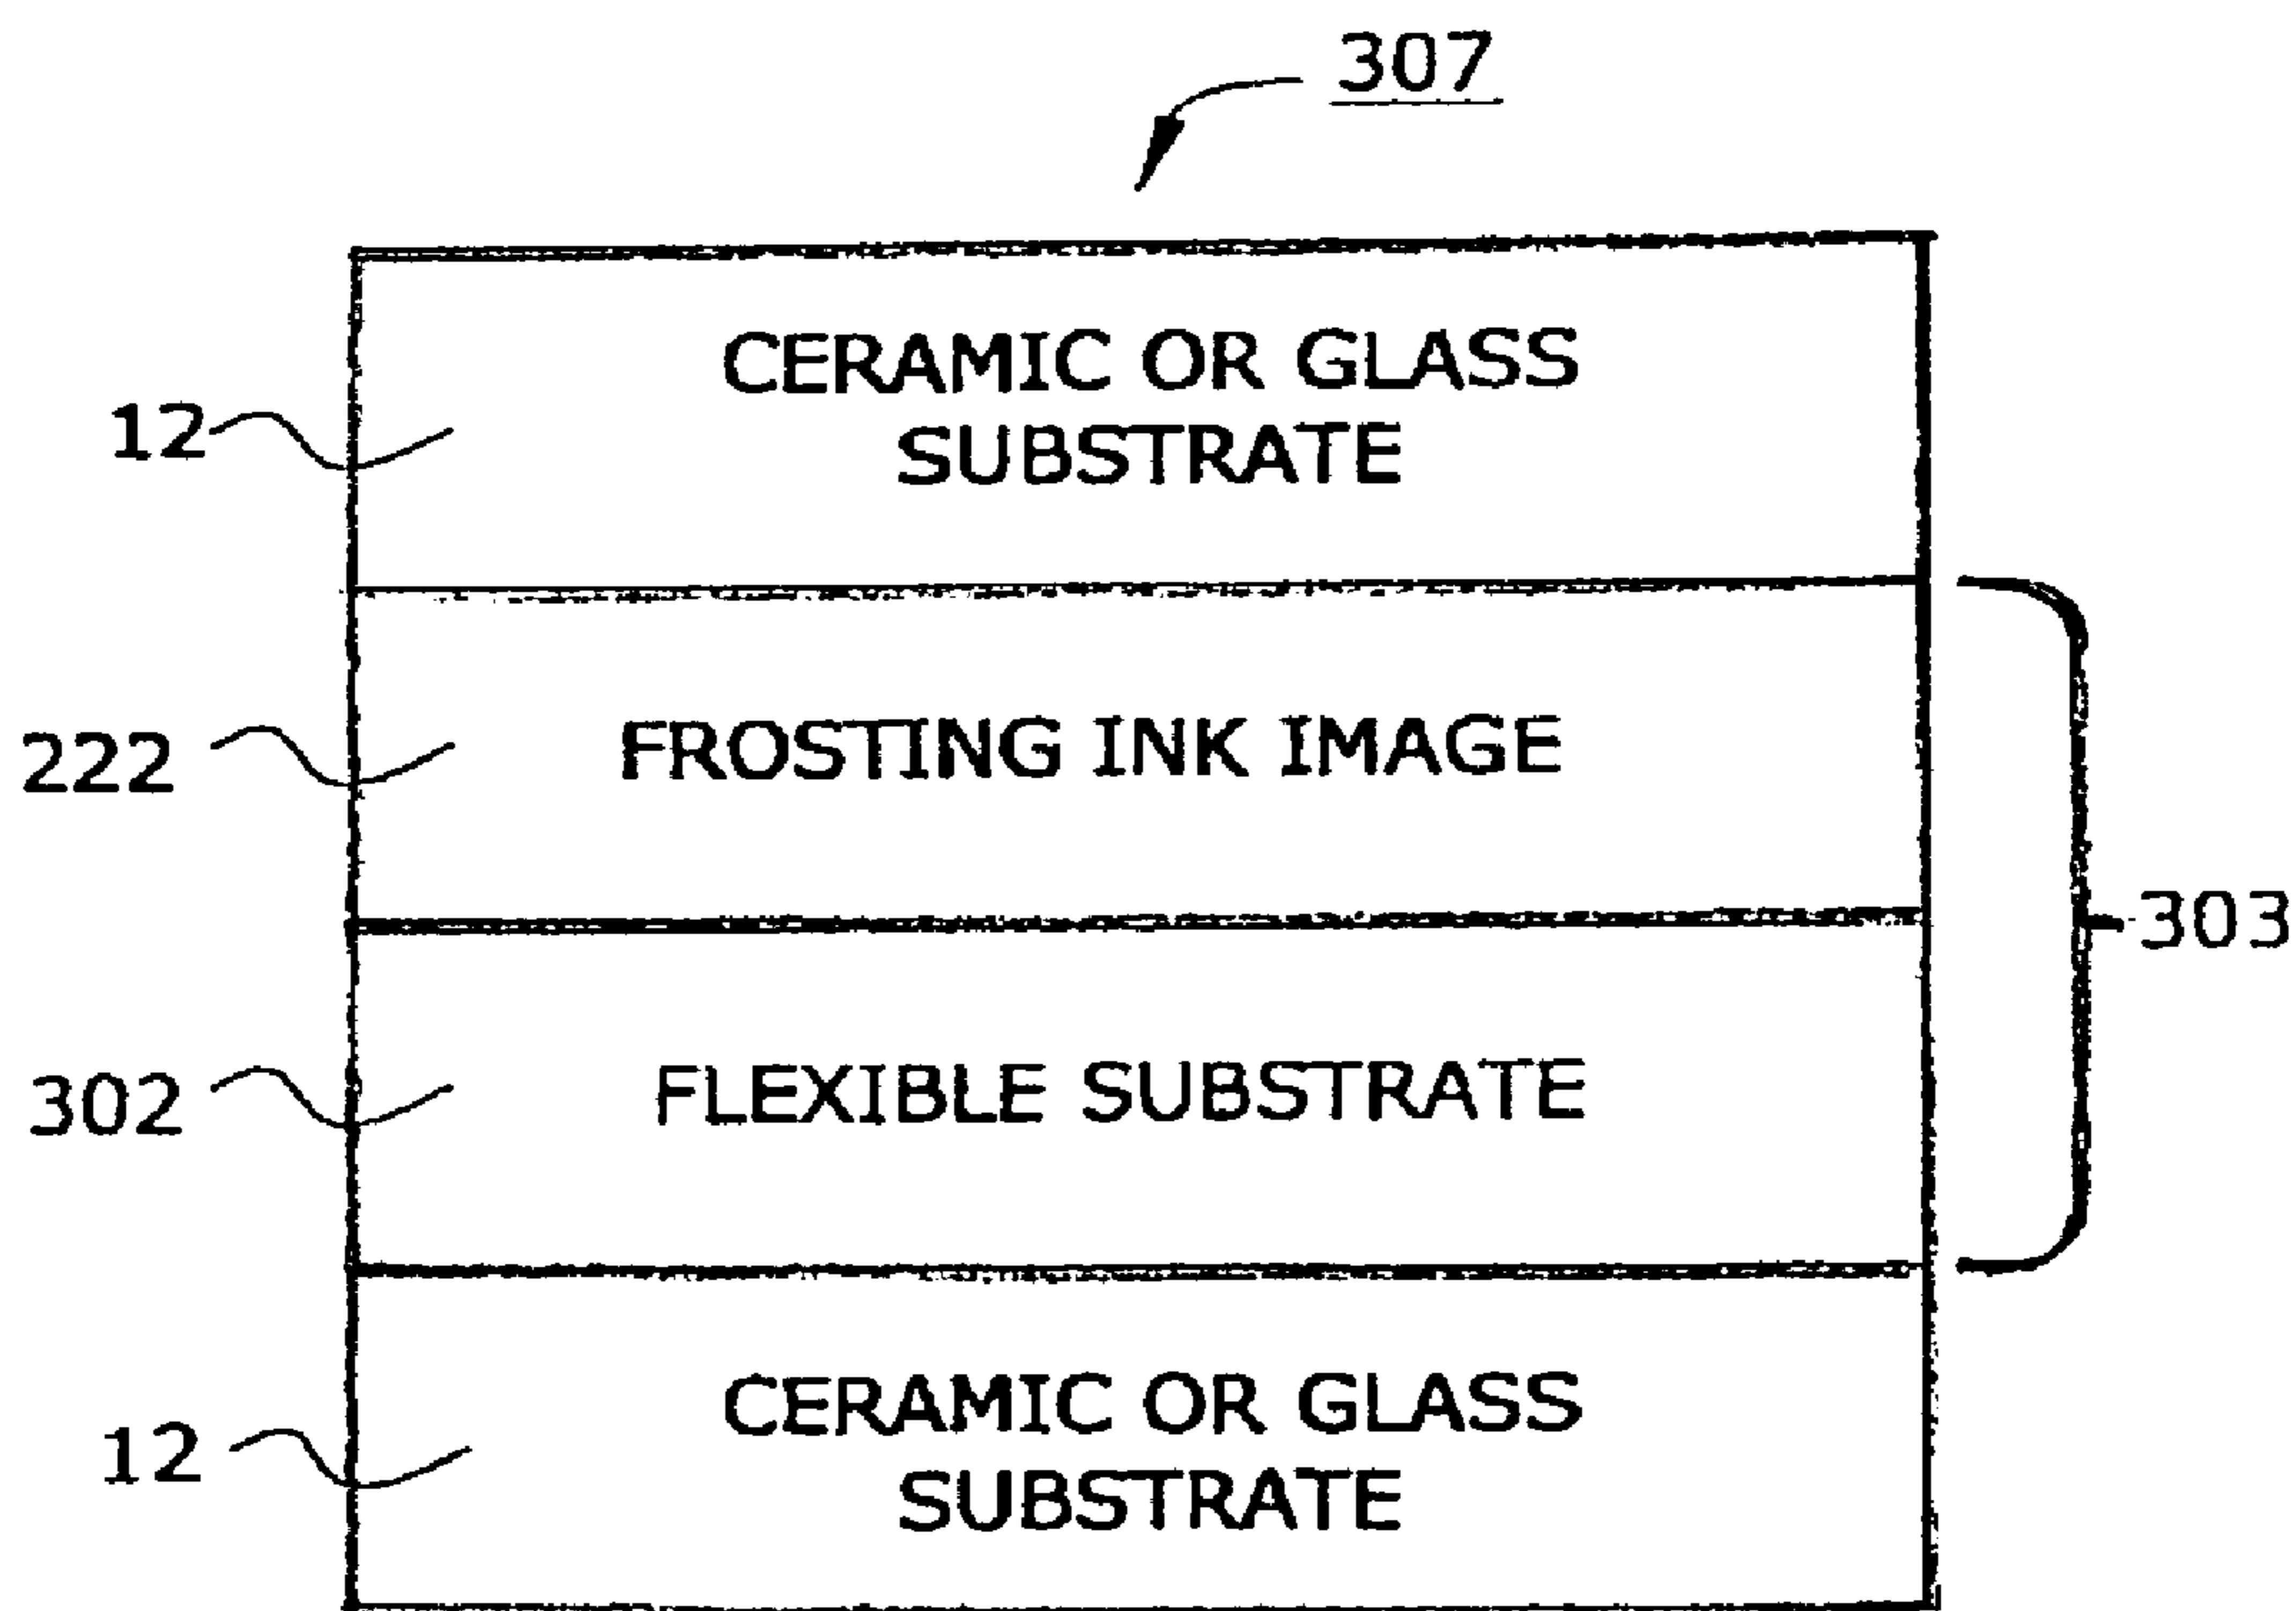 307
CERAMIC OR GLASS
SUBSTRATE
12
FROSTING INK IMAGE
222
303
FLEXIBLE SUBSTRATE
302
CERAMIC OR GLASS
SUBSTRATE
12